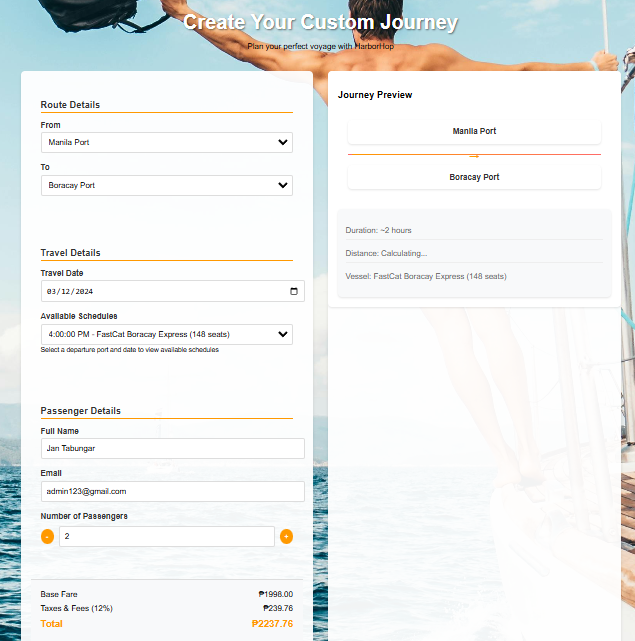 Create Your Custom Journey
Plan your perfect voyage with HarborHop
Route Details
From
Manila Port
To
Boracay Port
Travel Details
Travel Date
03/12/2024
Available Schedules
4:00:00 PM - FastCat Boracay Express (148 seats)
Select a departure port and date to view available schedules
Passenger Details
Full Name
Jan Tabungar
Email
admin123@gmail.com
Number of Passengers
- 2 +
Base Fare ₱1998.00
Taxes & Fees (12%) ₱239.76
Total ₱2237.76
Journey Preview
Manila Port
→
Boracay Port
Duration: ~2 hours
Distance: Calculating...
Vessel: FastCat Boracay Express (148 seats)